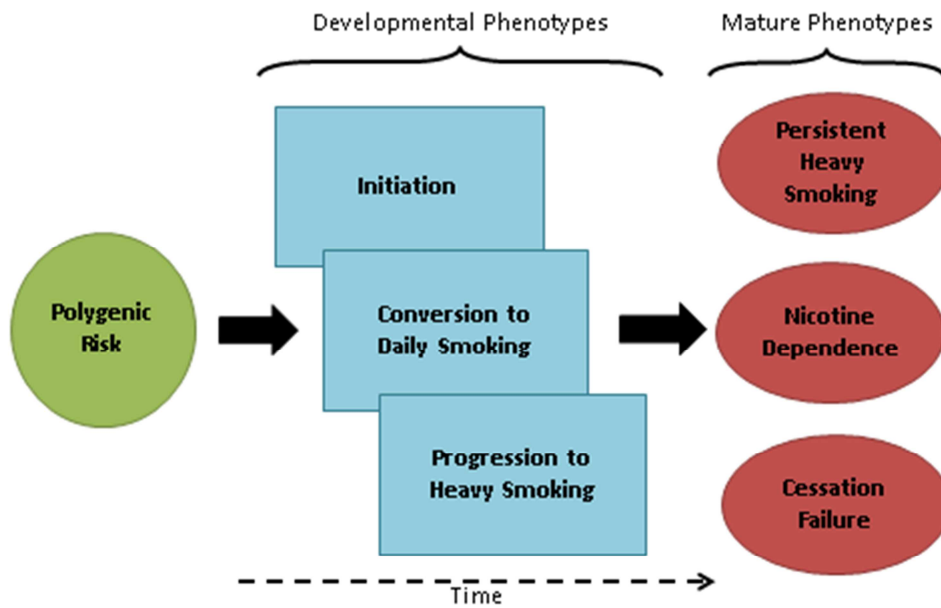 Developmental Phenotypes
Mature Phenotypes
Persistent
Heavy
Smoking
Initiation
Polygenic
Risk
Conversion to
Daily Smoking
Nicotine
Dependence
Progression to
Heavy Smoking
Cessation
Failure
Time